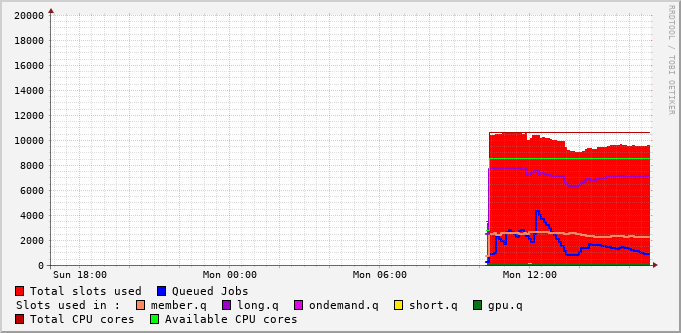 RRDTOOL / TOBI OETIKER
20000
18000
16000
14000
12000
10000
8000
6000
4000
2000
0
Sun 18:00 Mon 00:00 Mon 06:00 Mon 12:00
Total slots used Queued Jobs
Slots used in : member.q long.q ondemand.q short.q gpu.q
Total CPU cores Available CPU cores